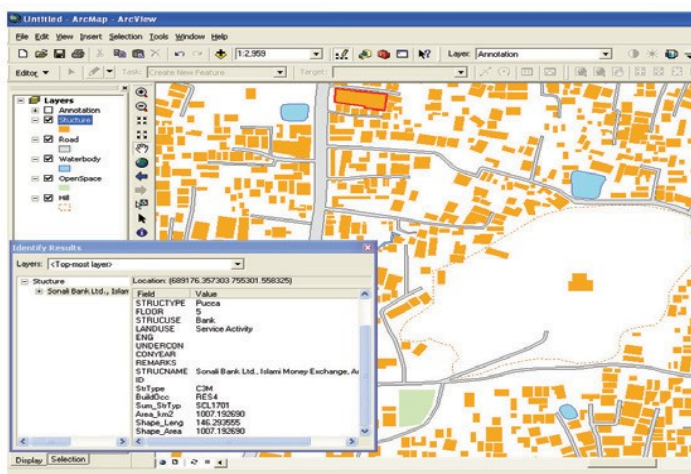 Untitled - ArcMap - ArcView
File Edit View Insert Selection Tools Window Help
1:2,959 Layer: Annotation
Editor Task: Create New Feature Target:
Layers
Annotation
Stucture
Road
Waterbody
OpenSpace
Hill
Identify Results
Layers: <Top-most layer>
Stucture
Sonali Bank Ltd., Islam
Location: (689176.357303 755301.558325)
Field Value
STRUCTYPE Pucca
FLOOR 5
STRUCUSE Bank
LANDUSE Service Activity
ENG
UNDERCON
CONYEAR
REMARKS
STRUCNAME Sonali Bank Ltd., Islami Money Exchange, Ar
ID
StrType C3M
BuildOcc RES4
Sum_StrTyp SCL1701
Area_km2 1007.192690
Shape_Leng 146.293555
Shape_Area 1007.192690
Display Selection